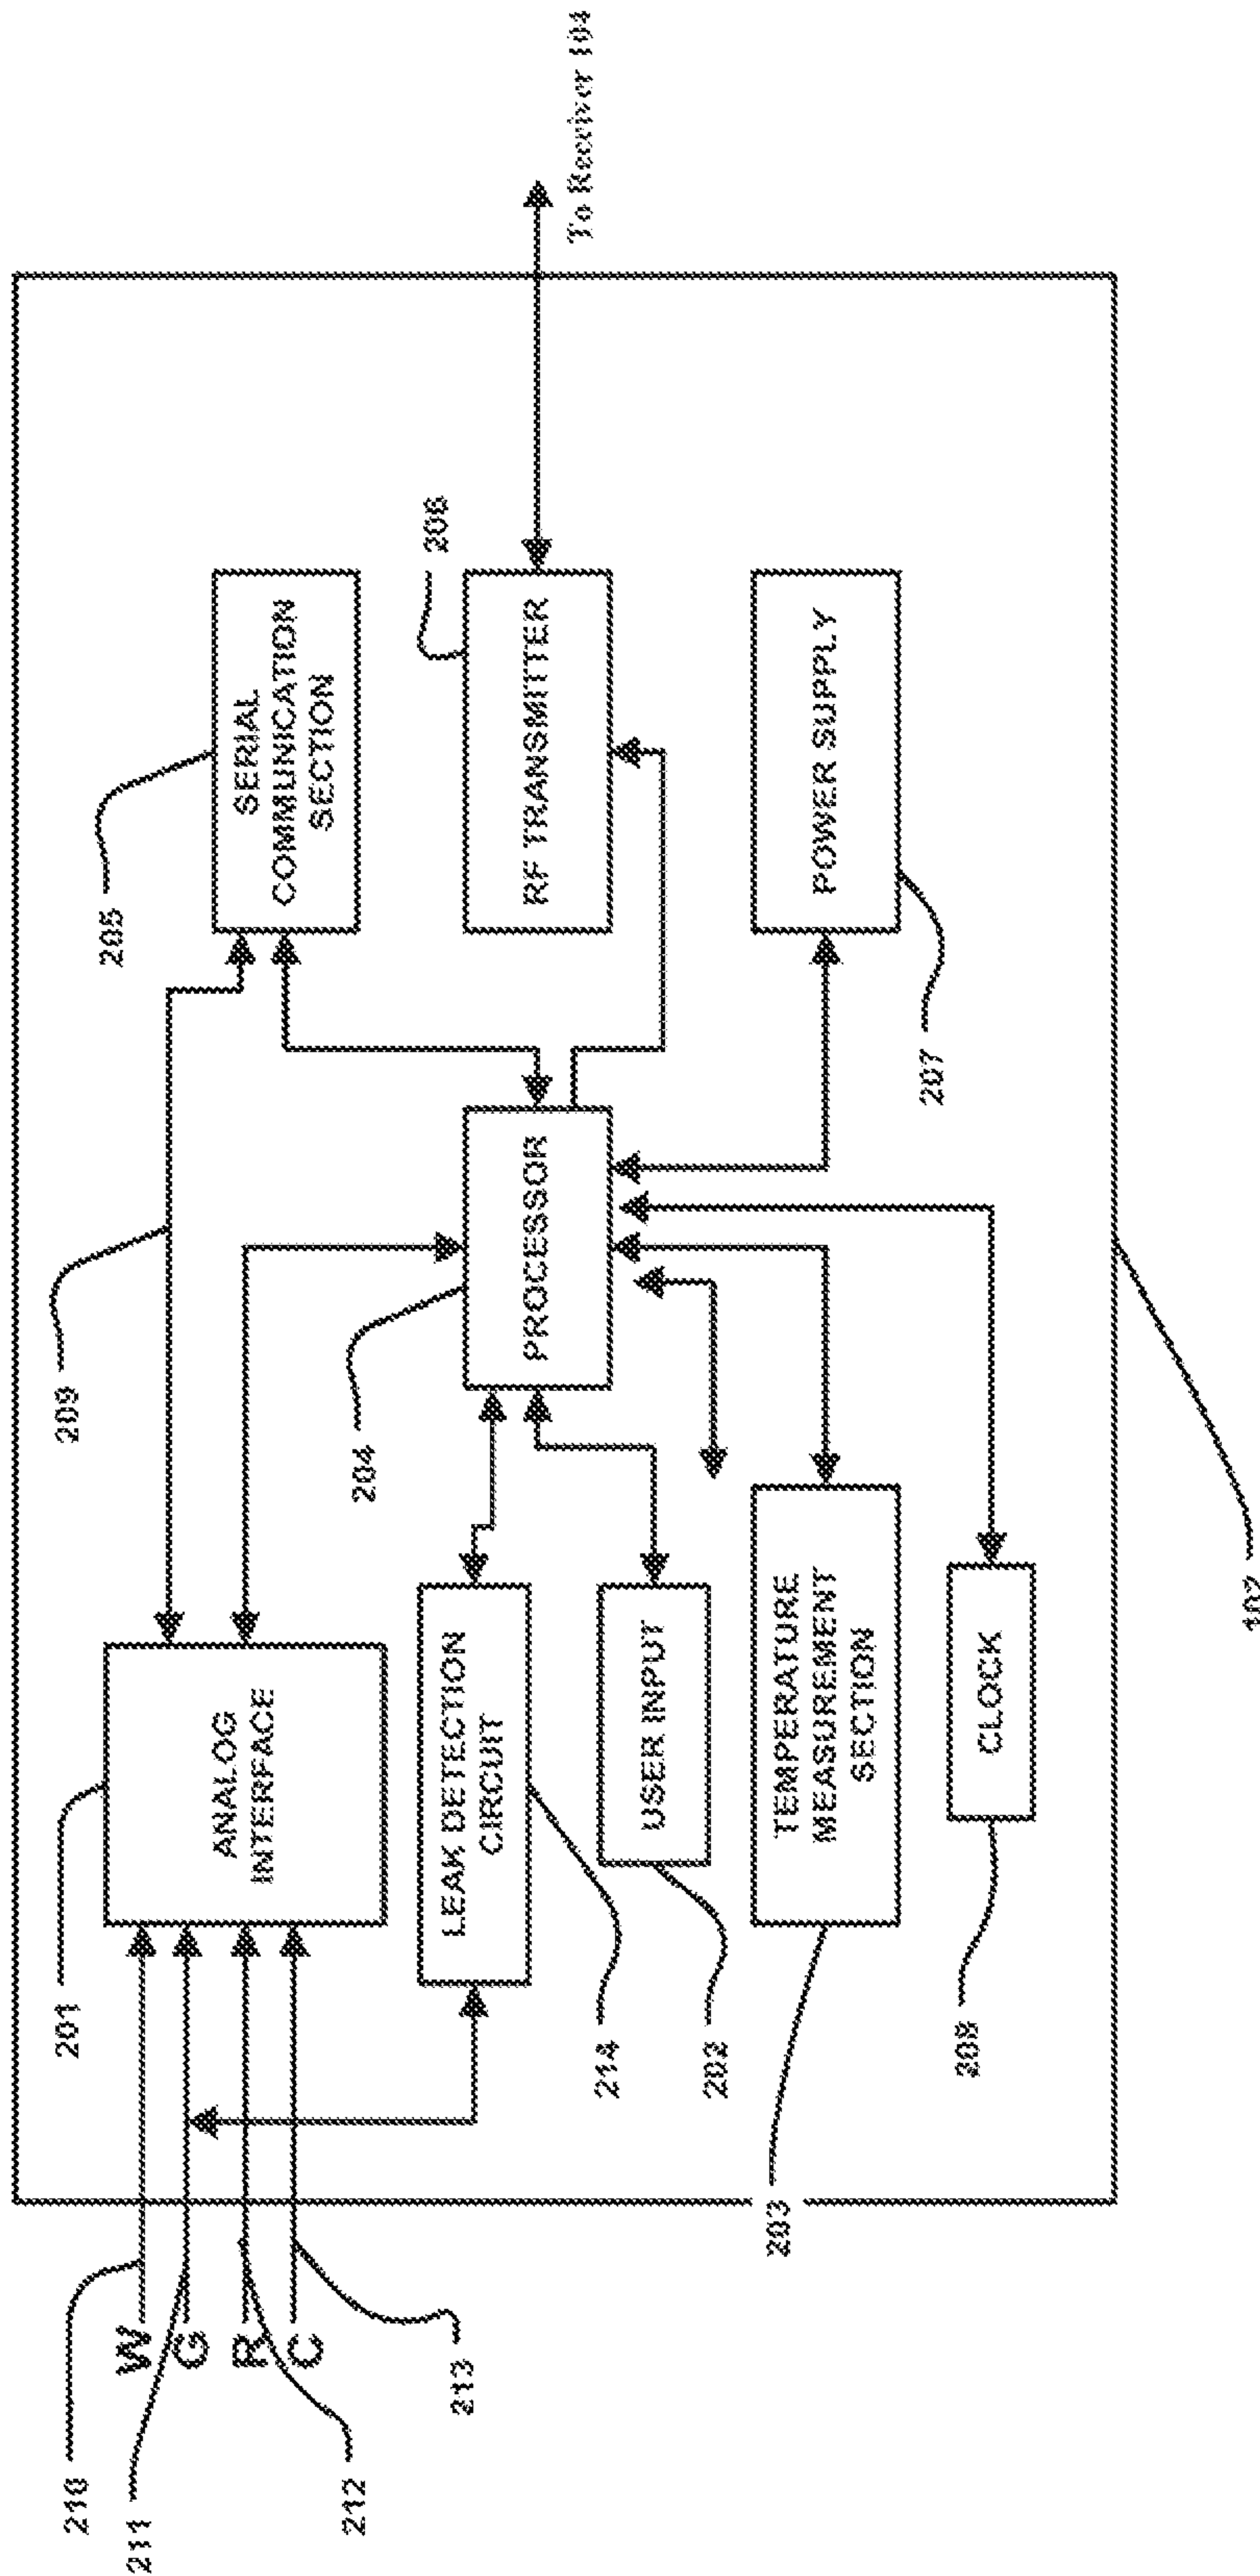 210
W
211
G
212
R
213
C
201
ANALOG
INTERFACE
209
205
SERIAL
COMMUNICATION
SECTION
214
LEAK DETECTION
CIRCUIT
204
PROCESSOR
206
RF TRANSMITTER
To Receiver 104
202
USER INPUT
203
TEMPERATURE
MEASUREMENT
SECTION
207
POWER SUPPLY
208
CLOCK
102